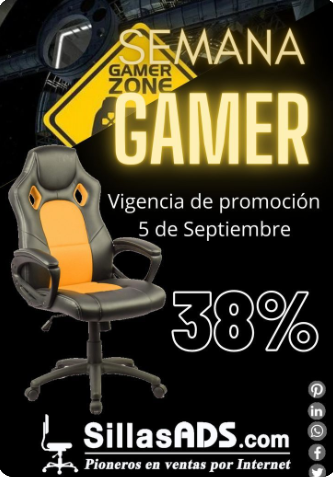 SEMANA
GAMER
ZONE
GAMER
Vigencia de promoción
5 de Septiembre
38%
SillasADS.com
Pioneros en ventas por Internet